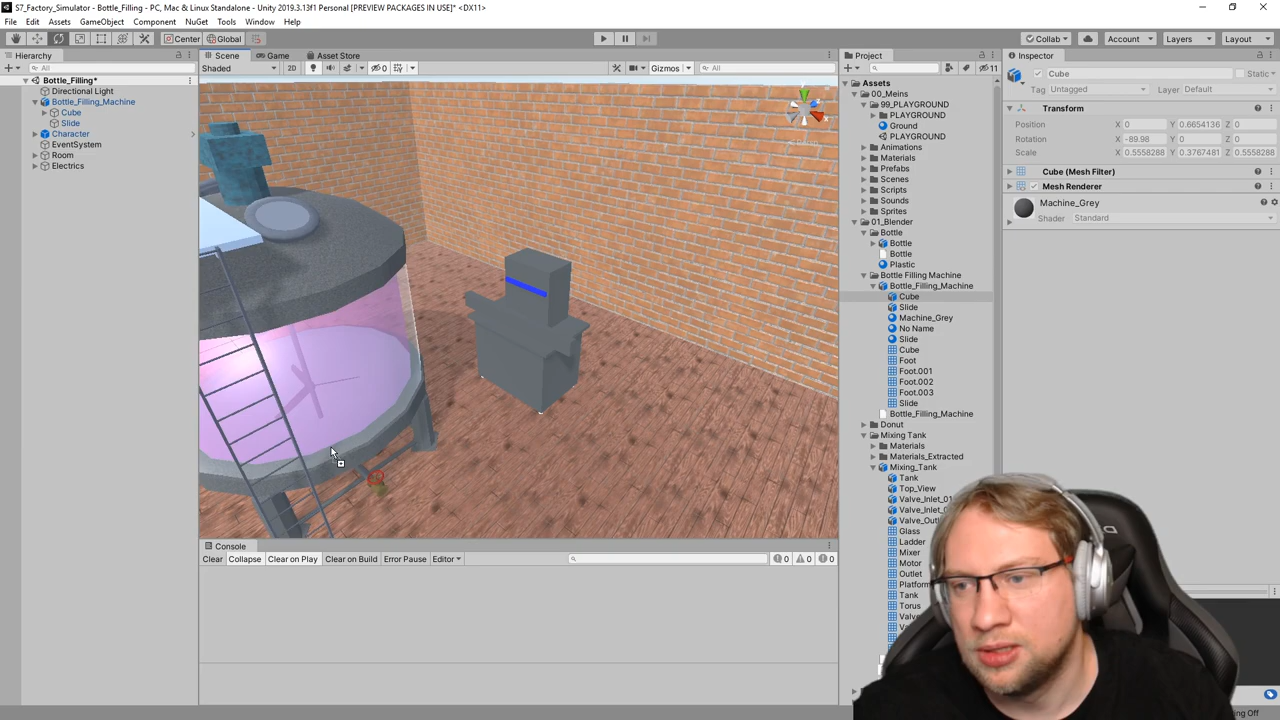 S7_Factory_Simulator - Bottle_Filling - PC, Mac & Linux Standalone - Unity 2019.3.13f1 Personal [PREVIEW PACKAGES IN USE]* <DX11>
File Edit Assets GameObject Component NuGet Tools Window Help
Center Global Collab Account Layers Layout
Hierarchy Scene Game Asset Store Project Inspector
All Shaded 2D 0 Gizmos All 11 Cube Static
Bottle_Filling* Assets Tag Untagged Layer Default
Directional Light 00_Meins
Bottle_Filling_Machine 99_PLAYGROUND Transform
Cube PLAYGROUND Position X 0 Y 0.6654136 Z 0
Slide Ground Rotation X -89.98 Y 0 Z 0
Character PLAYGROUND Scale X 0.5558288 Y 0.3767481 Z 0.5558288
EventSystem Animations
Room Materials Cube (Mesh Filter)
Electrics Prefabs Mesh Renderer
Scenes
Scripts Machine_Grey
Sounds Shader Standard
Sprites
01_Blender
Bottle
Bottle
Bottle
Plastic
Bottle Filling Machine
Bottle_Filling_Machine
Cube
Slide
Machine_Grey
No Name
Slide
Cube
Foot
Foot.001
Foot.002
Foot.003
Slide
Bottle_Filling_Machine
Donut
Mixing Tank
Materials
Materials_Extracted
Mixing_Tank
Tank
Top_View
Valve_Inlet_01
Glass
Ladder
Mixer
Motor
Outlet
Tank
Torus
Console
Clear Collapse Clear on Play Clear on Build Error Pause Editor 0 0 0